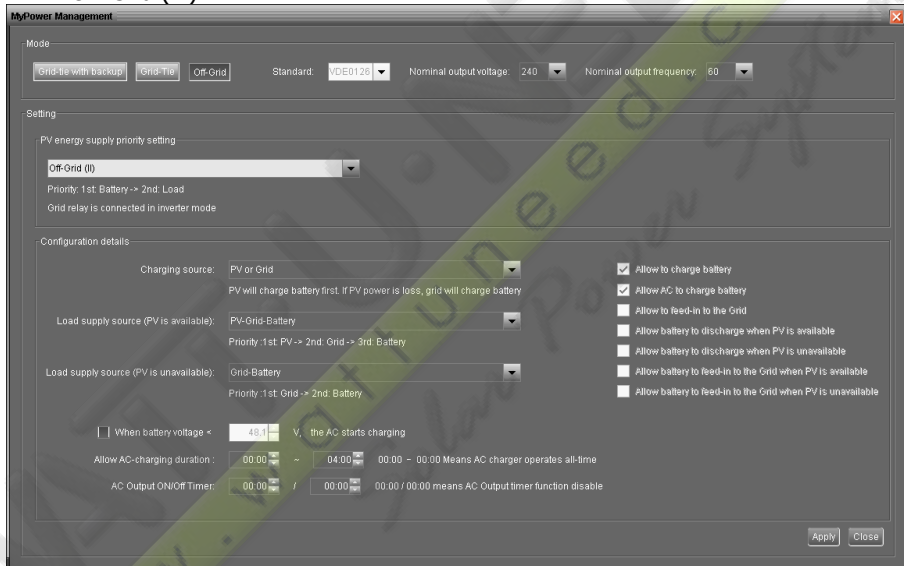 MyPower Management
Mode
Grid-tie with backup Grid-Tie Off-Grid Standard: VDE0126 Nominal output voltage: 240 Nominal output frequency: 60
Setting
PV energy supply priority setting
Off-Grid (II)
Priority: 1st: Battery -> 2nd: Load
Grid relay is connected in inverter mode
Configuration details
Charging source: PV or Grid
PV will charge battery first. If PV power is loss, grid will charge battery
Load supply source (PV is available): PV-Grid-Battery
Priority :1st: PV -> 2nd: Grid -> 3rd: Battery
Load supply source (PV is unavailable): Grid-Battery
Priority :1st: Grid -> 2nd: Battery
Allow to charge battery
Allow AC to charge battery
Allow to feed-in to the Grid
Allow battery to discharge when PV is available
Allow battery to discharge when PV is unavailable
Allow battery to feed-in to the Grid when PV is available
Allow battery to feed-in to the Grid when PV is unavailable
When battery voltage < 48.1 V, the AC starts charging
Allow AC-charging duration : 00:00 ~ 04:00 00:00 - 00:00 Means AC charger operates all-time
AC Output ON/Off Timer: 00:00 / 00:00 00:00 / 00:00 means AC Output timer function disable
Apply Close